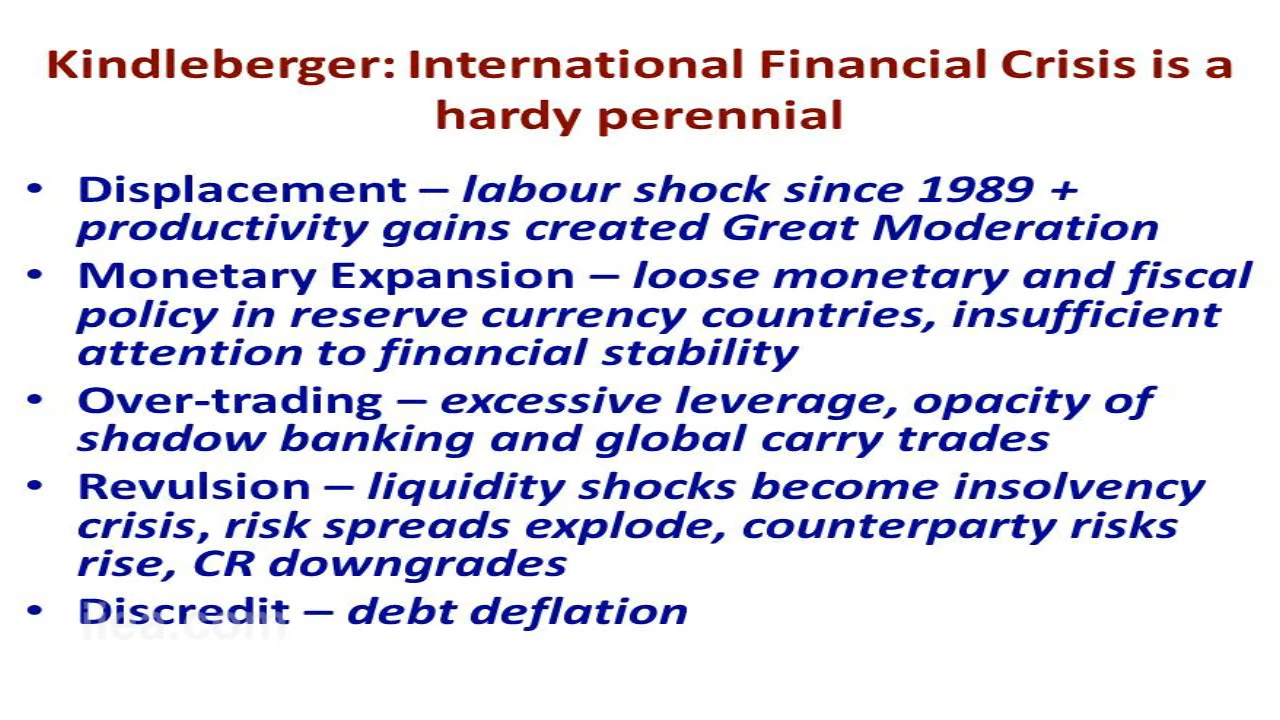 Kindleberger: International Financial Crisis is a
hardy perennial
• Displacement – labour shock since 1989 +
productivity gains created Great Moderation
• Monetary Expansion – loose monetary and fiscal
policy in reserve currency countries, insufficient
attention to financial stability
• Over-trading – excessive leverage, opacity of
shadow banking and global carry trades
• Revulsion – liquidity shocks become insolvency
crisis, risk spreads explode, counterparty risks
rise, CR downgrades
• Discredit – debt deflation